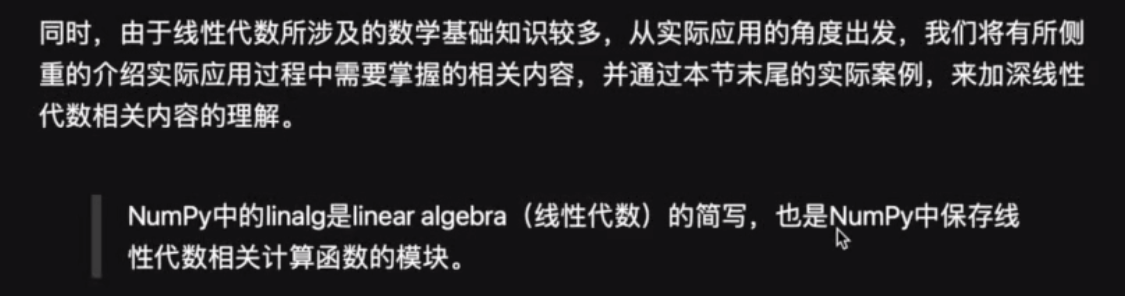 同时，由于线性代数所涉及的数学基础知识较多，从实际应用的角度出发，我们将有所侧
重的介绍实际应用过程中需要掌握的相关内容，并通过本节末尾的实际案例，来加深线性
代数相关内容的理解。
NumPy中的linalg是linear algebra（线性代数）的简写，也是NumPy中保存线
性代数相关计算函数的模块。